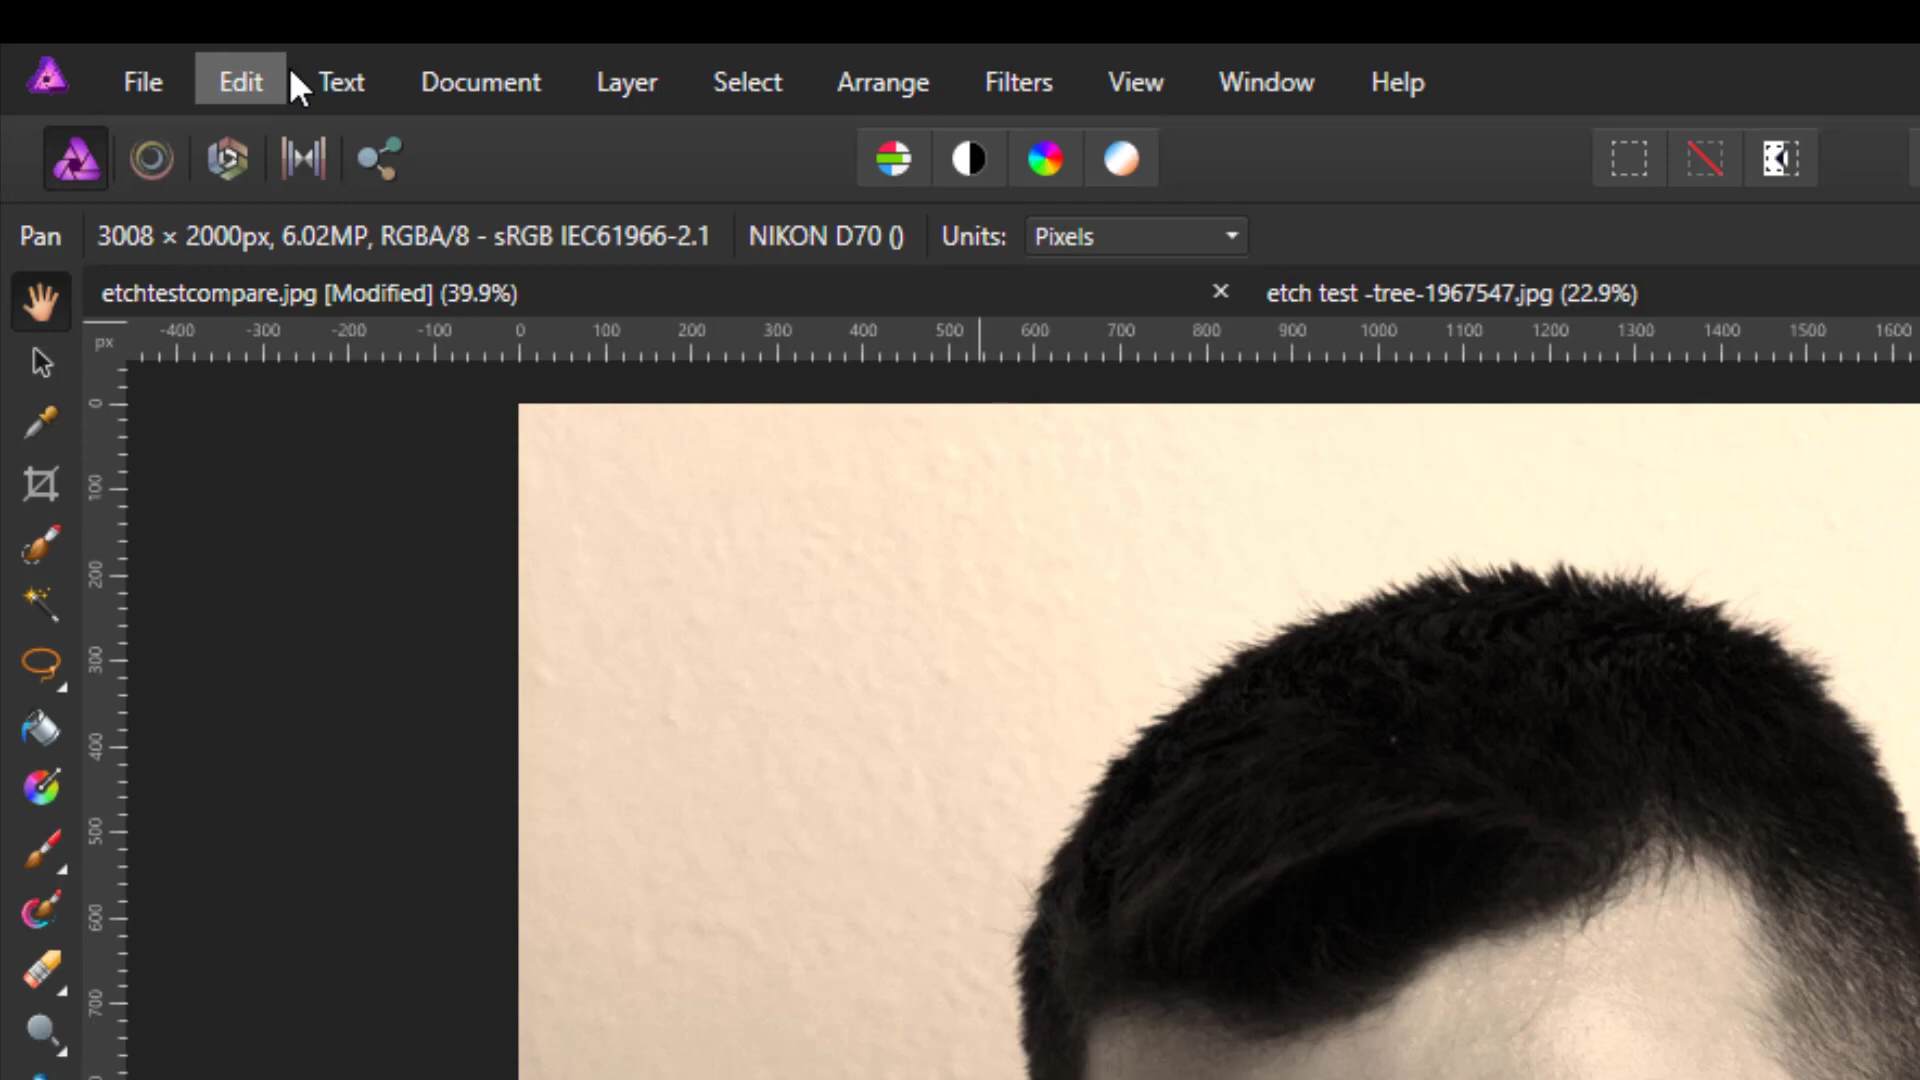 File Edit Text Document Layer Select Arrange Filters View Window Help
Pan 3008 × 2000px, 6.02MP, RGBA/8 - sRGB IEC61966-2.1 NIKON D70 () Units: Pixels
etchtestcompare.jpg [Modified] (39.9%) × etch test -tree-1967547.jpg (22.9%)
px -400 -300 -200 -100 0 100 200 300 400 500 600 700 800 900 1000 1100 1200 1300 1400 1500 1600
0
100
200
300
400
500
600
700